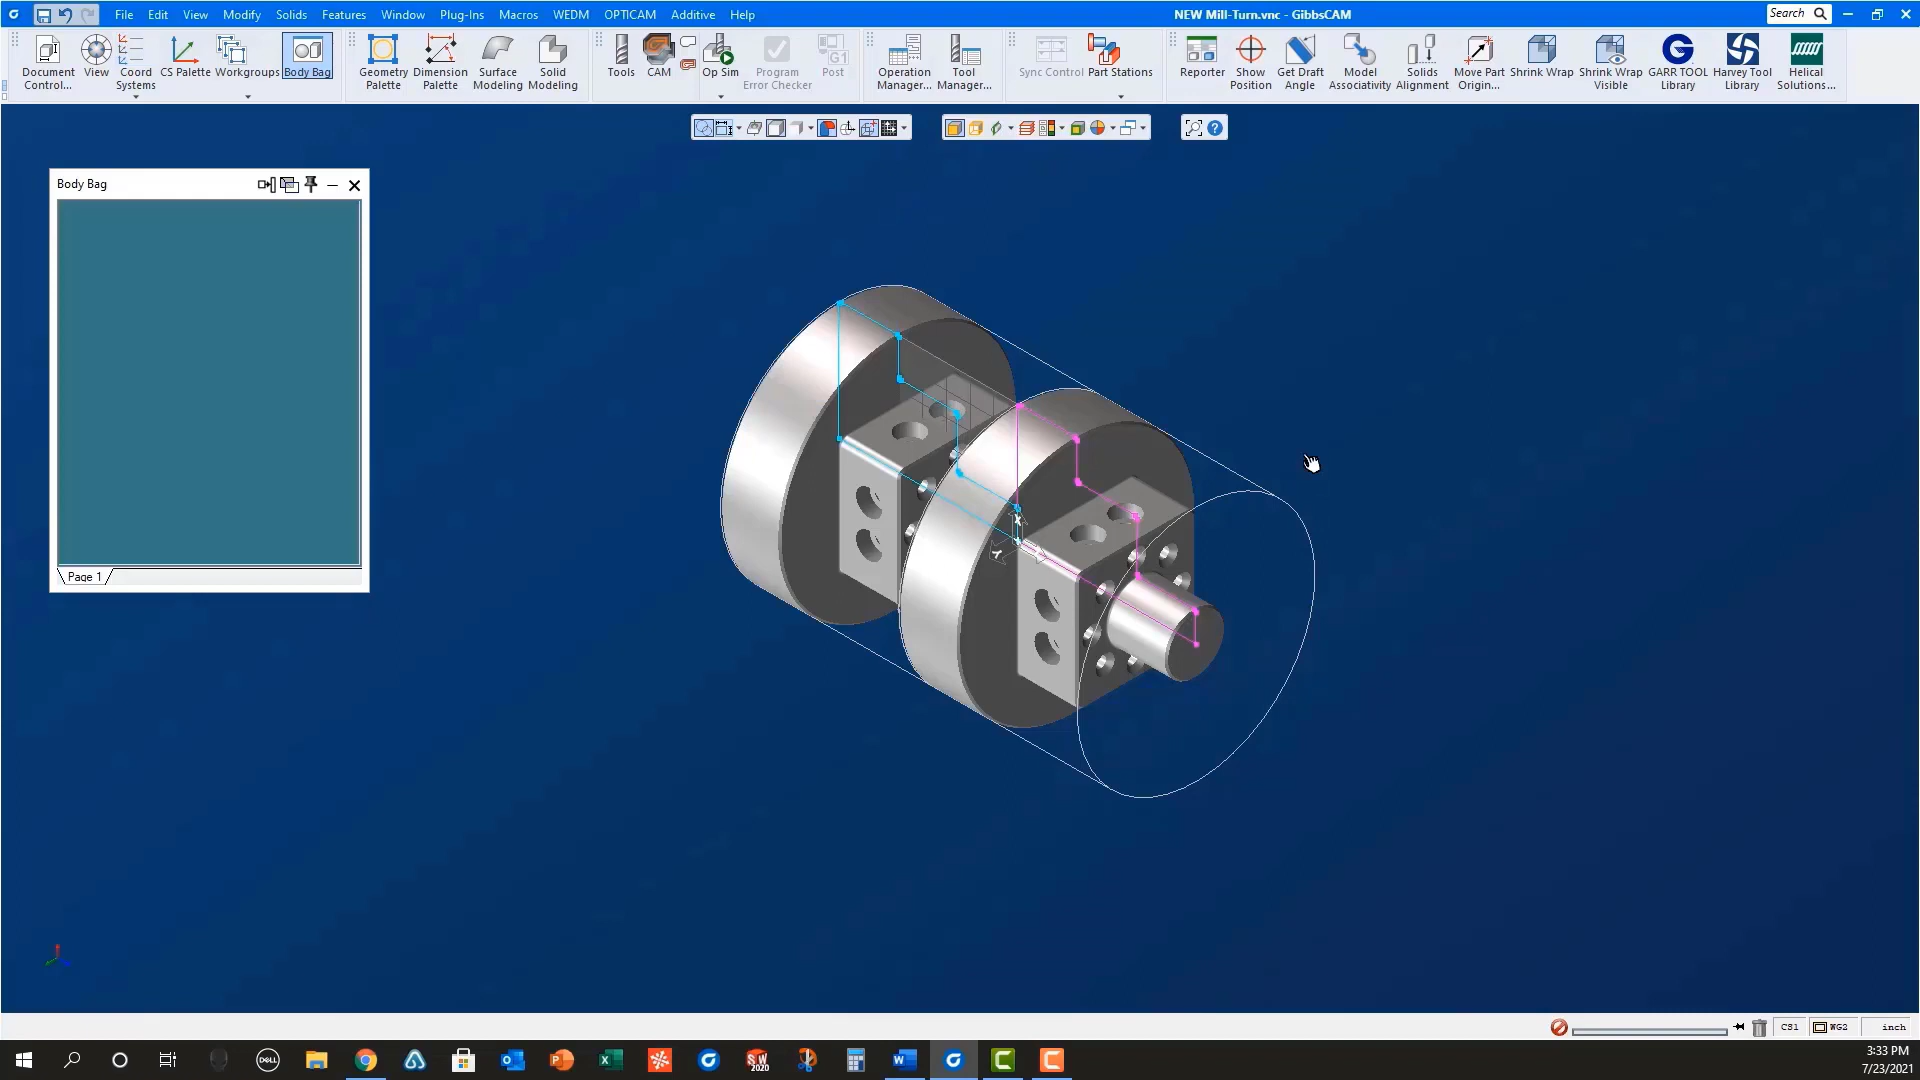 File Edit View Modify Solids Features Window Plug-Ins Macros WEDM OPTICAM Additive Help
NEW Mill-Turn.vnc - GibbsCAM
Search
Document Control...
View
Coord Systems
CS Palette
Workgroups
Body Bag
Geometry Palette
Dimension Palette
Surface Modeling
Solid Modeling
Tools
CAM
Op Sim
Program Error Checker
G1
Post
Operation Manager...
Tool Manager...
Sync Control
Part Stations
Reporter
Show Position
Get Draft Angle
Model Associativity
Solids Alignment
Move Part Origin...
Shrink Wrap
Shrink Wrap Visible
GARR TOOL Library
Harvey Tool Library
Helical Solutions...
Body Bag
Page 1
X
Y
CS1
WG2
inch
DELL
SW 2020
3:33 PM
7/23/2021